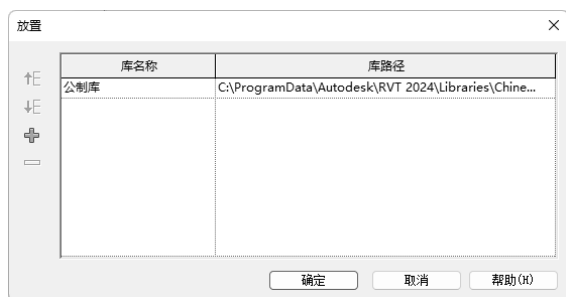 放置
库名称 库路径
公制库 C:\ProgramData\Autodesk\RVT 2024\Libraries\Chine...
确定 取消 帮助(H)